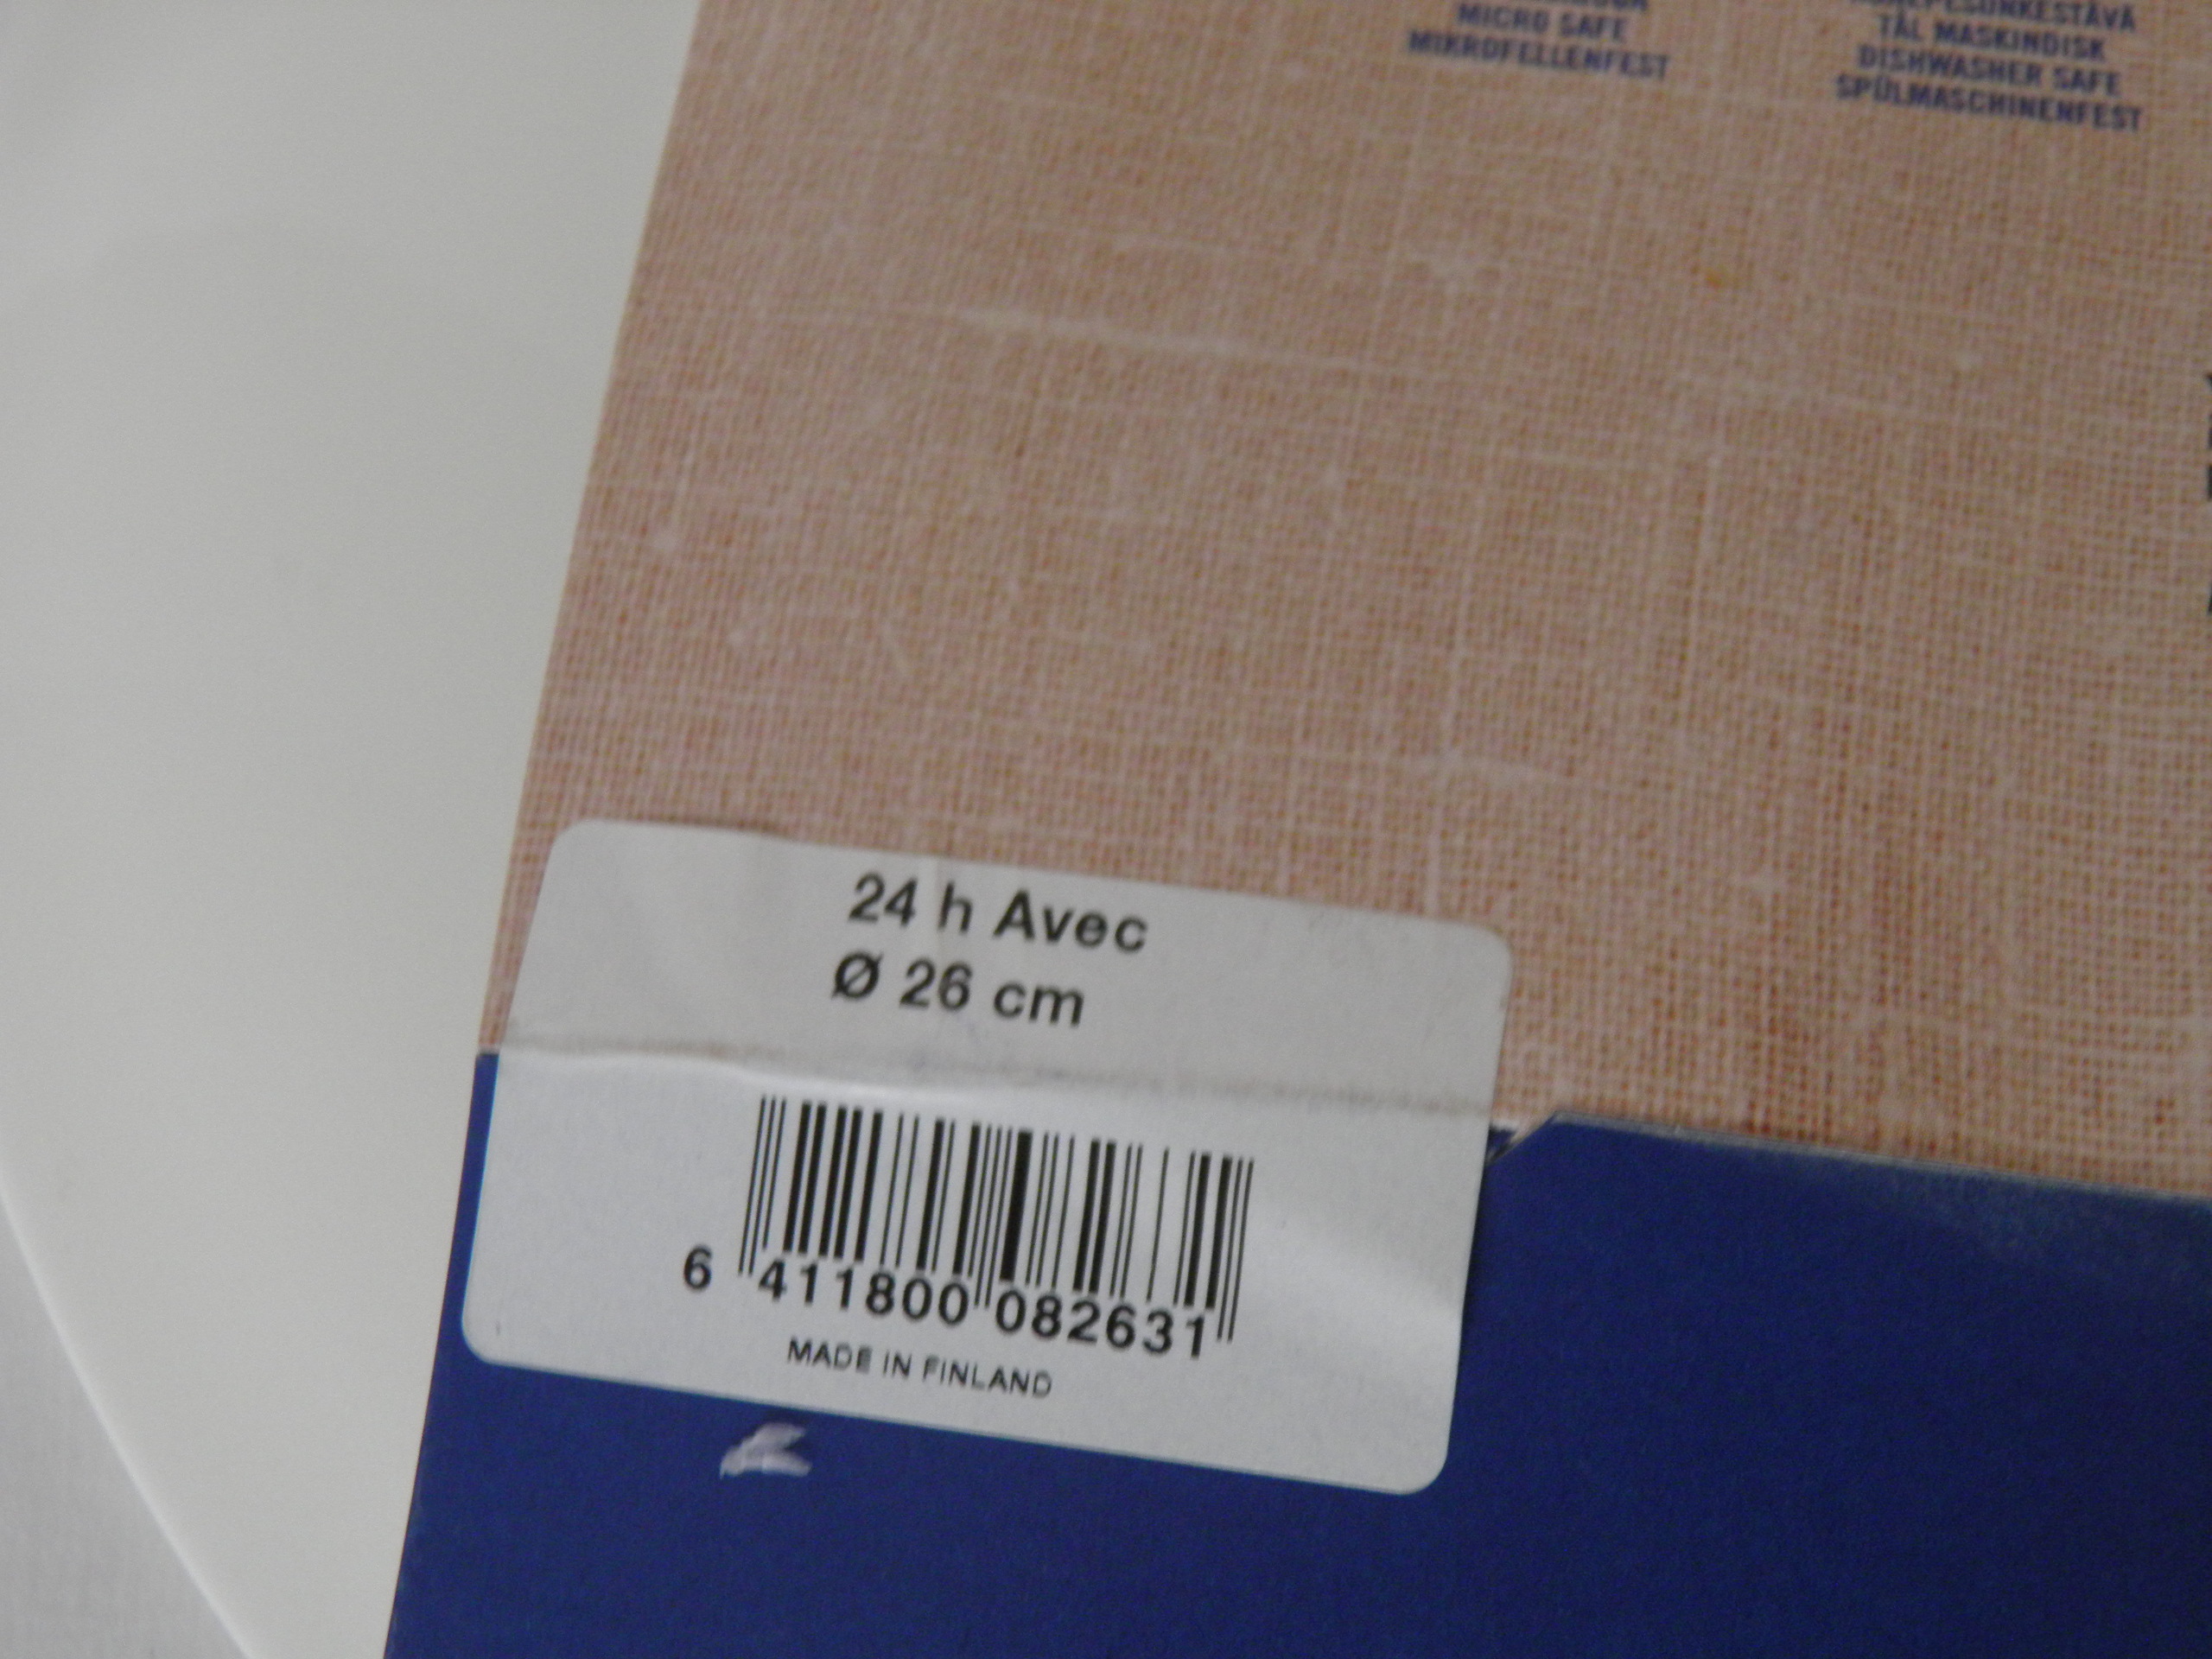 MICRO SAFE
MIKROFELLENFEST
TÅL MASKINDISK
DISHWASHER SAFE
SPÜLMASCHINENFEST
24 h Avec
Ø 26 cm
6 411800 082631
MADE IN FINLAND